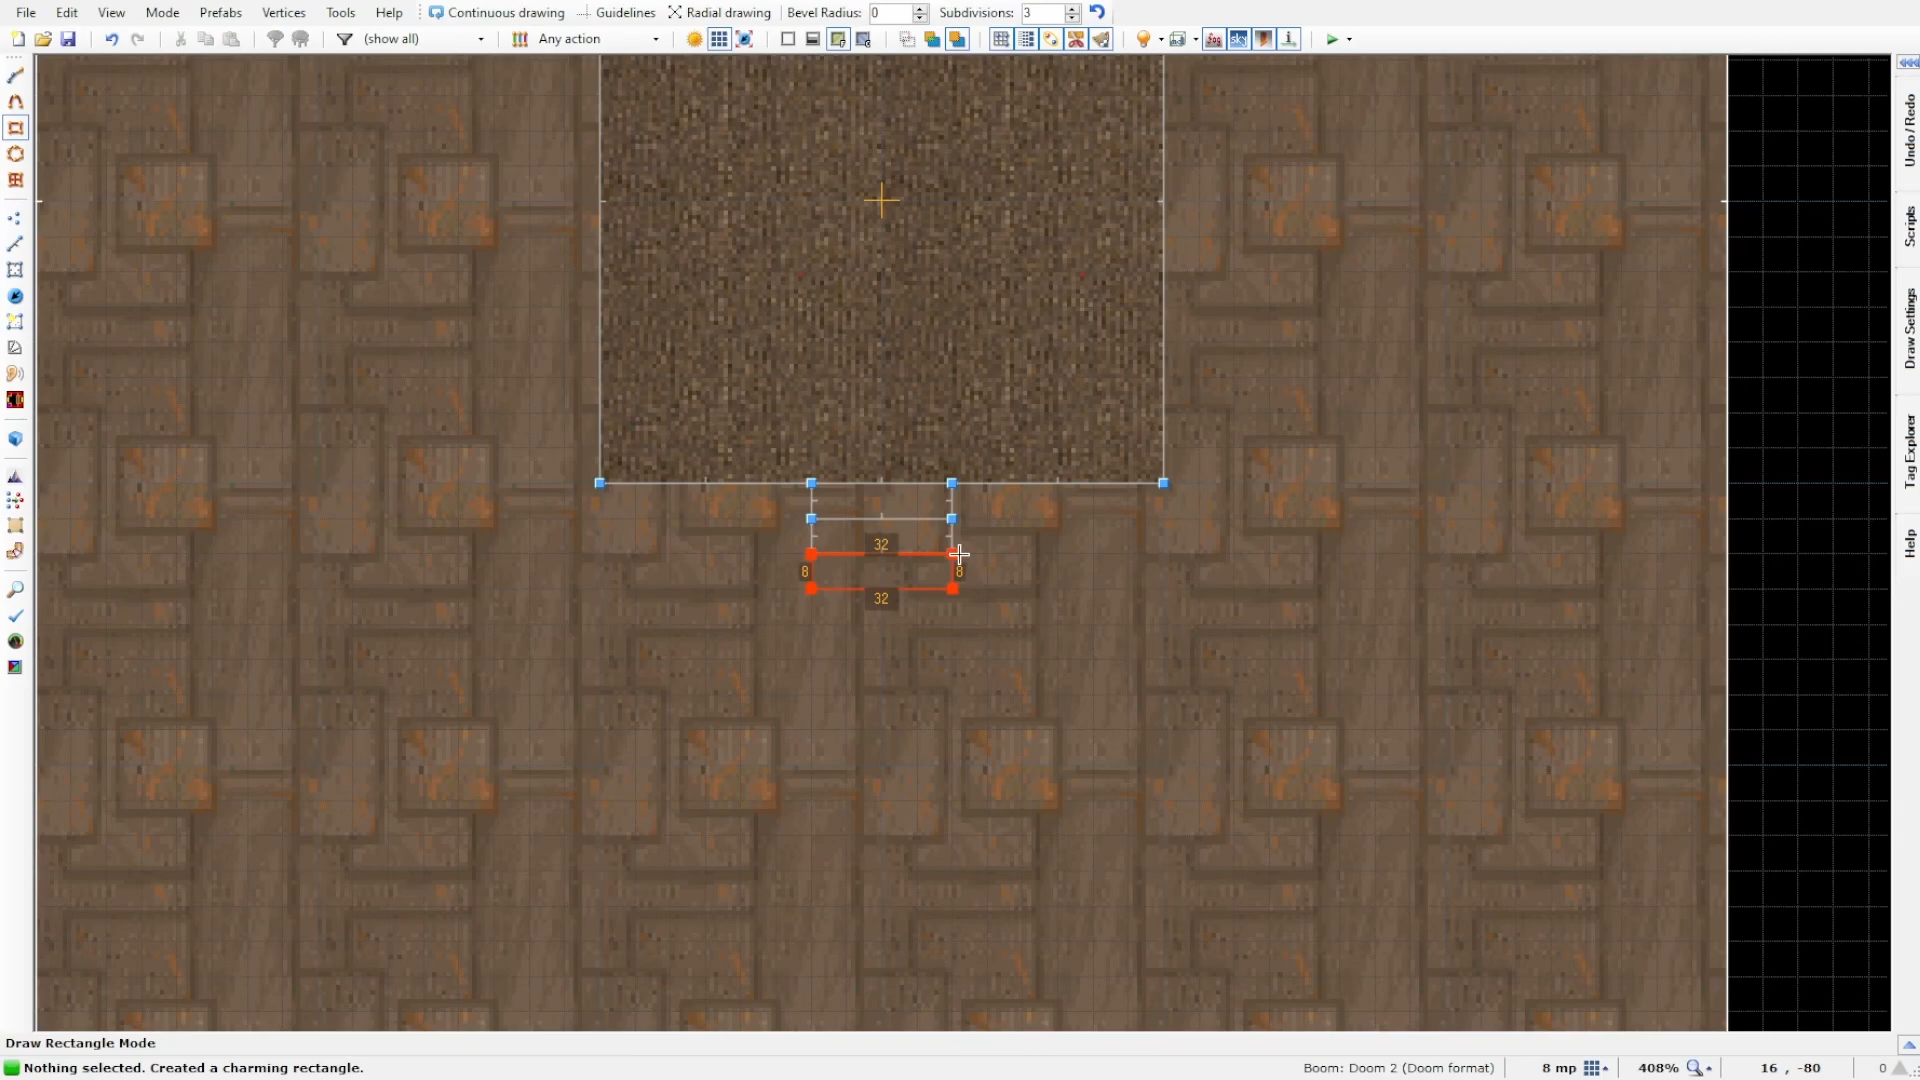 File Edit View Mode Prefabs Vertices Tools Help Continuous drawing Guidelines Radial drawing Bevel Radius: 0 Subdivisions: 3
(show all) Any action sky
Undo / Redo
Scripts
Draw Settings
Tag Explorer
Help
32
8 8
32
Draw Rectangle Mode
Nothing selected. Created a charming rectangle. Boom: Doom 2 (Doom format) 8 mp 408% 16 , -80 0